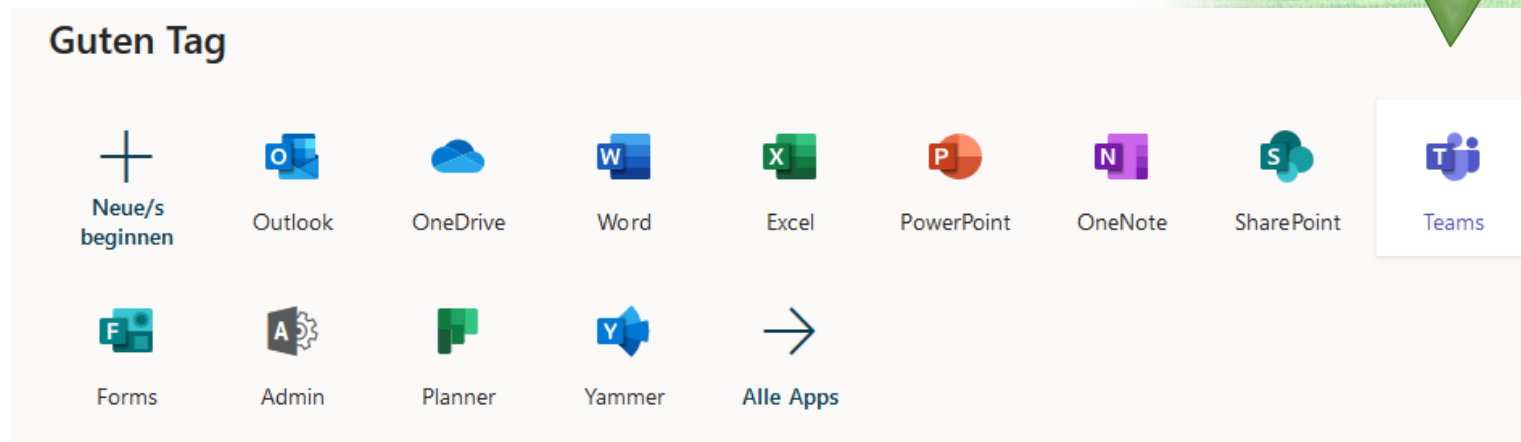 Guten Tag
Neue/s
beginnen
Outlook
OneDrive
Word
Excel
PowerPoint
OneNote
SharePoint
Teams
Forms
Admin
Planner
Yammer
Alle Apps